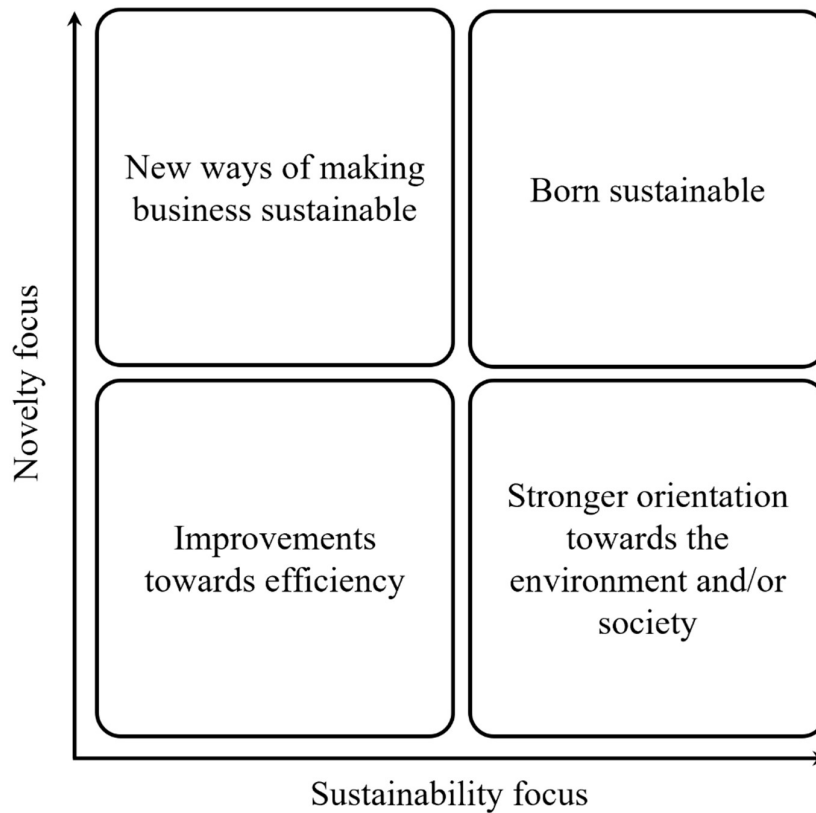 New ways of making
business sustainable
Born sustainable
Novelty focus
Improvements
towards efficiency
Stronger orientation
towards the
environment and/or
society
Sustainability focus